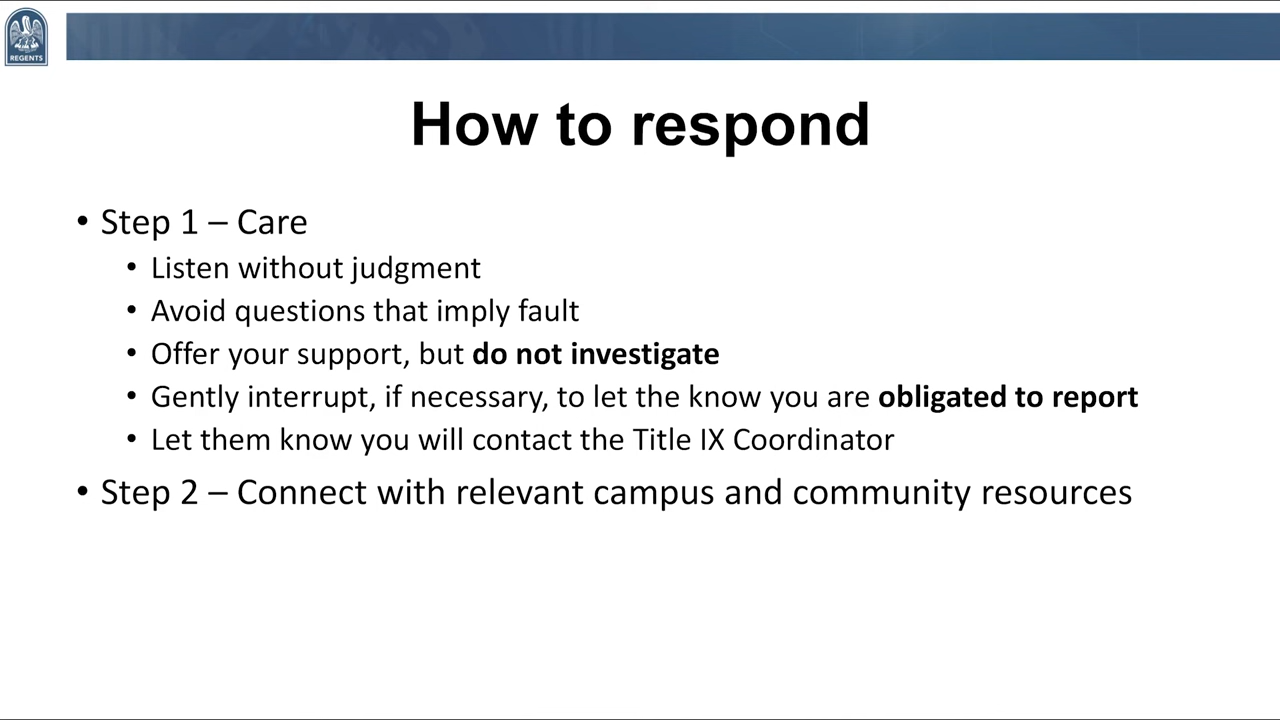 REGENTS
How to respond
• Step 1 – Care
• Listen without judgment
• Avoid questions that imply fault
• Offer your support, but do not investigate
• Gently interrupt, if necessary, to let the know you are obligated to report
• Let them know you will contact the Title IX Coordinator
• Step 2 – Connect with relevant campus and community resources